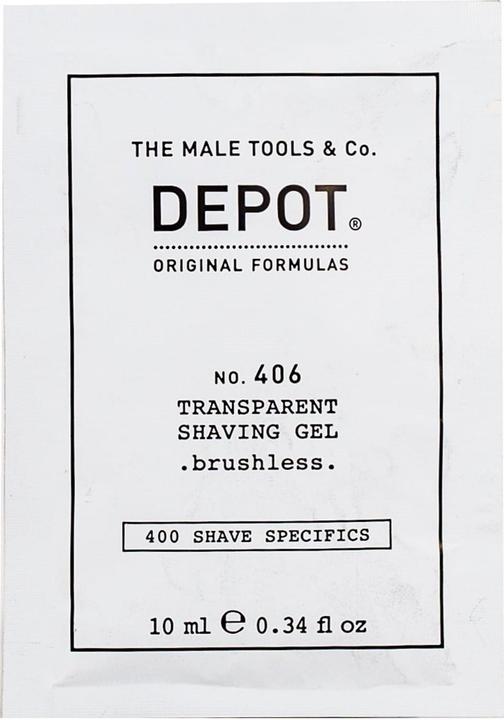 THE MALE TOOLS & Co.
DEPOT®
ORIGINAL FORMULAS
NO. 406
TRANSPARENT
SHAVING GEL
.brushless.
400 SHAVE SPECIFICS
10 ml ℮ 0.34 fl oz